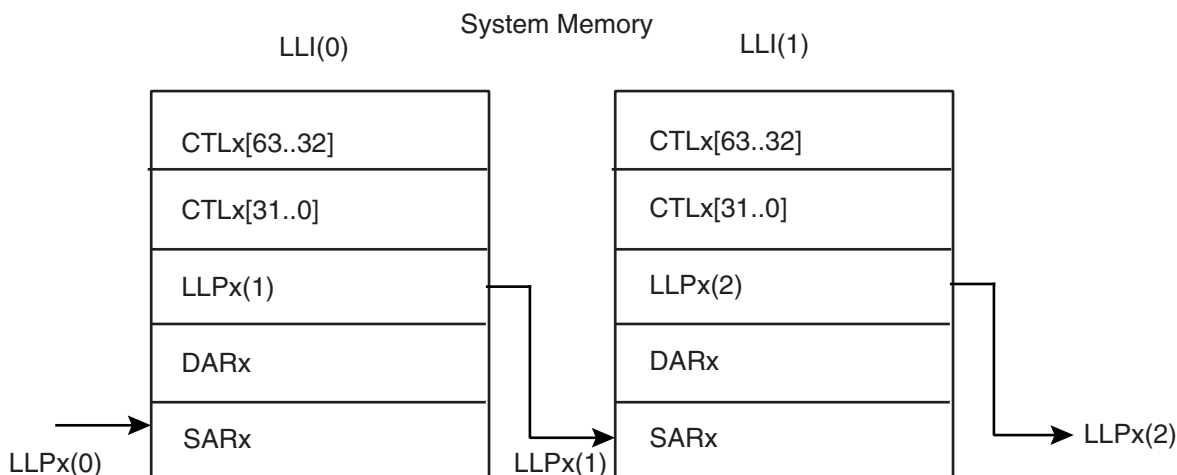 System Memory
LLI(0)
LLI(1)
CTLx[63..32]
CTLx[31..0]
LLPx(1)
DARx
SARx
CTLx[63..32]
CTLx[31..0]
LLPx(2)
DARx
SARx
LLPx(0)
LLPx(1)
LLPx(2)